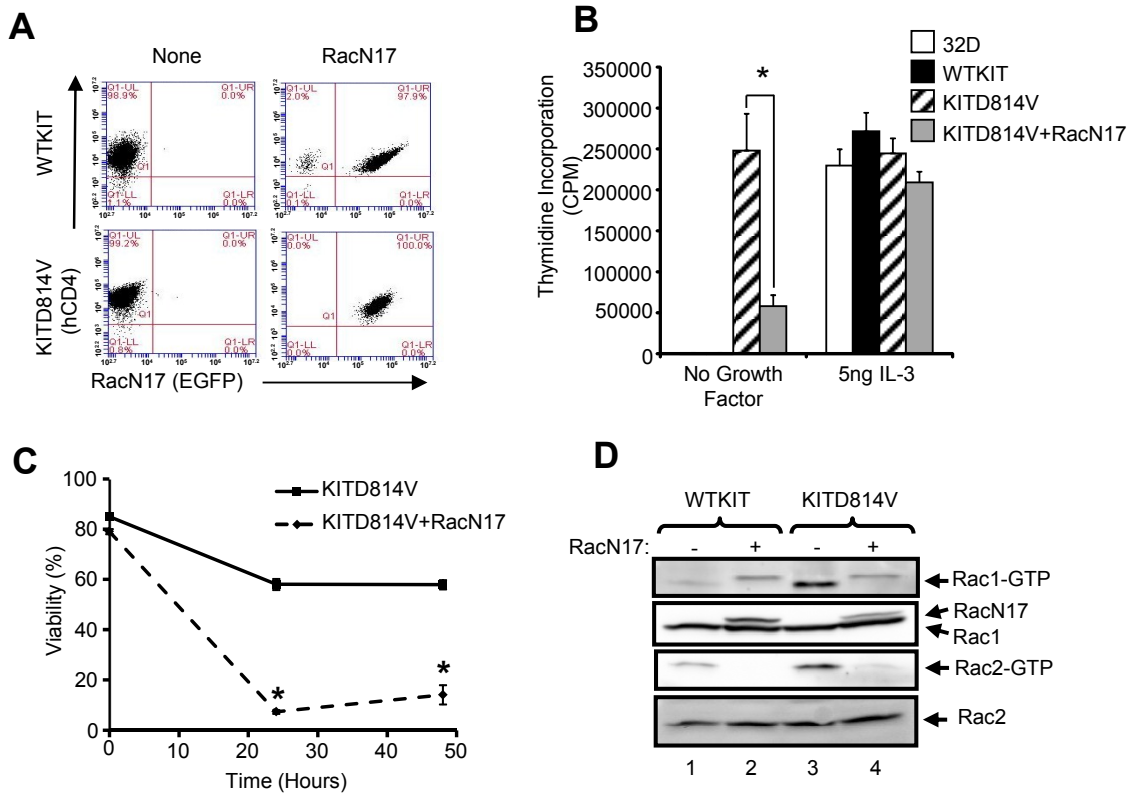 A
None
RacN17
WTKIT
Q1-UL
98.9%
Q1-UR
0.0%
Q1
Q1-LL
1.1%
Q1-LR
0.0%
Q1-UL
2.0%
Q1-UR
97.9%
Q1
Q1-LL
0.1%
Q1-LR
0.0%
KITD814V
(hCD4)
Q1-UL
99.2%
Q1-UR
0.0%
Q1
Q1-LL
0.8%
Q1-LR
0.0%
Q1-UL
0.0%
Q1-UR
100.0%
Q1
Q1-LL
0.0%
Q1-LR
0.0%
RacN17 (EGFP)
B
32D
WTKIT
KITD814V
KITD814V+RacN17
Thymidine Incorporation
(CPM)
350000
300000
250000
200000
150000
100000
50000
0
*
No Growth
Factor
5ng IL-3
C
KITD814V
KITD814V+RacN17
Viability (%)
100
80
60
40
20
0
*
*
0 10 20 30 40 50
Time (Hours)
D
WTKIT KITD814V
RacN17: - + - +
Rac1-GTP
RacN17
Rac1
Rac2-GTP
Rac2
1 2 3 4